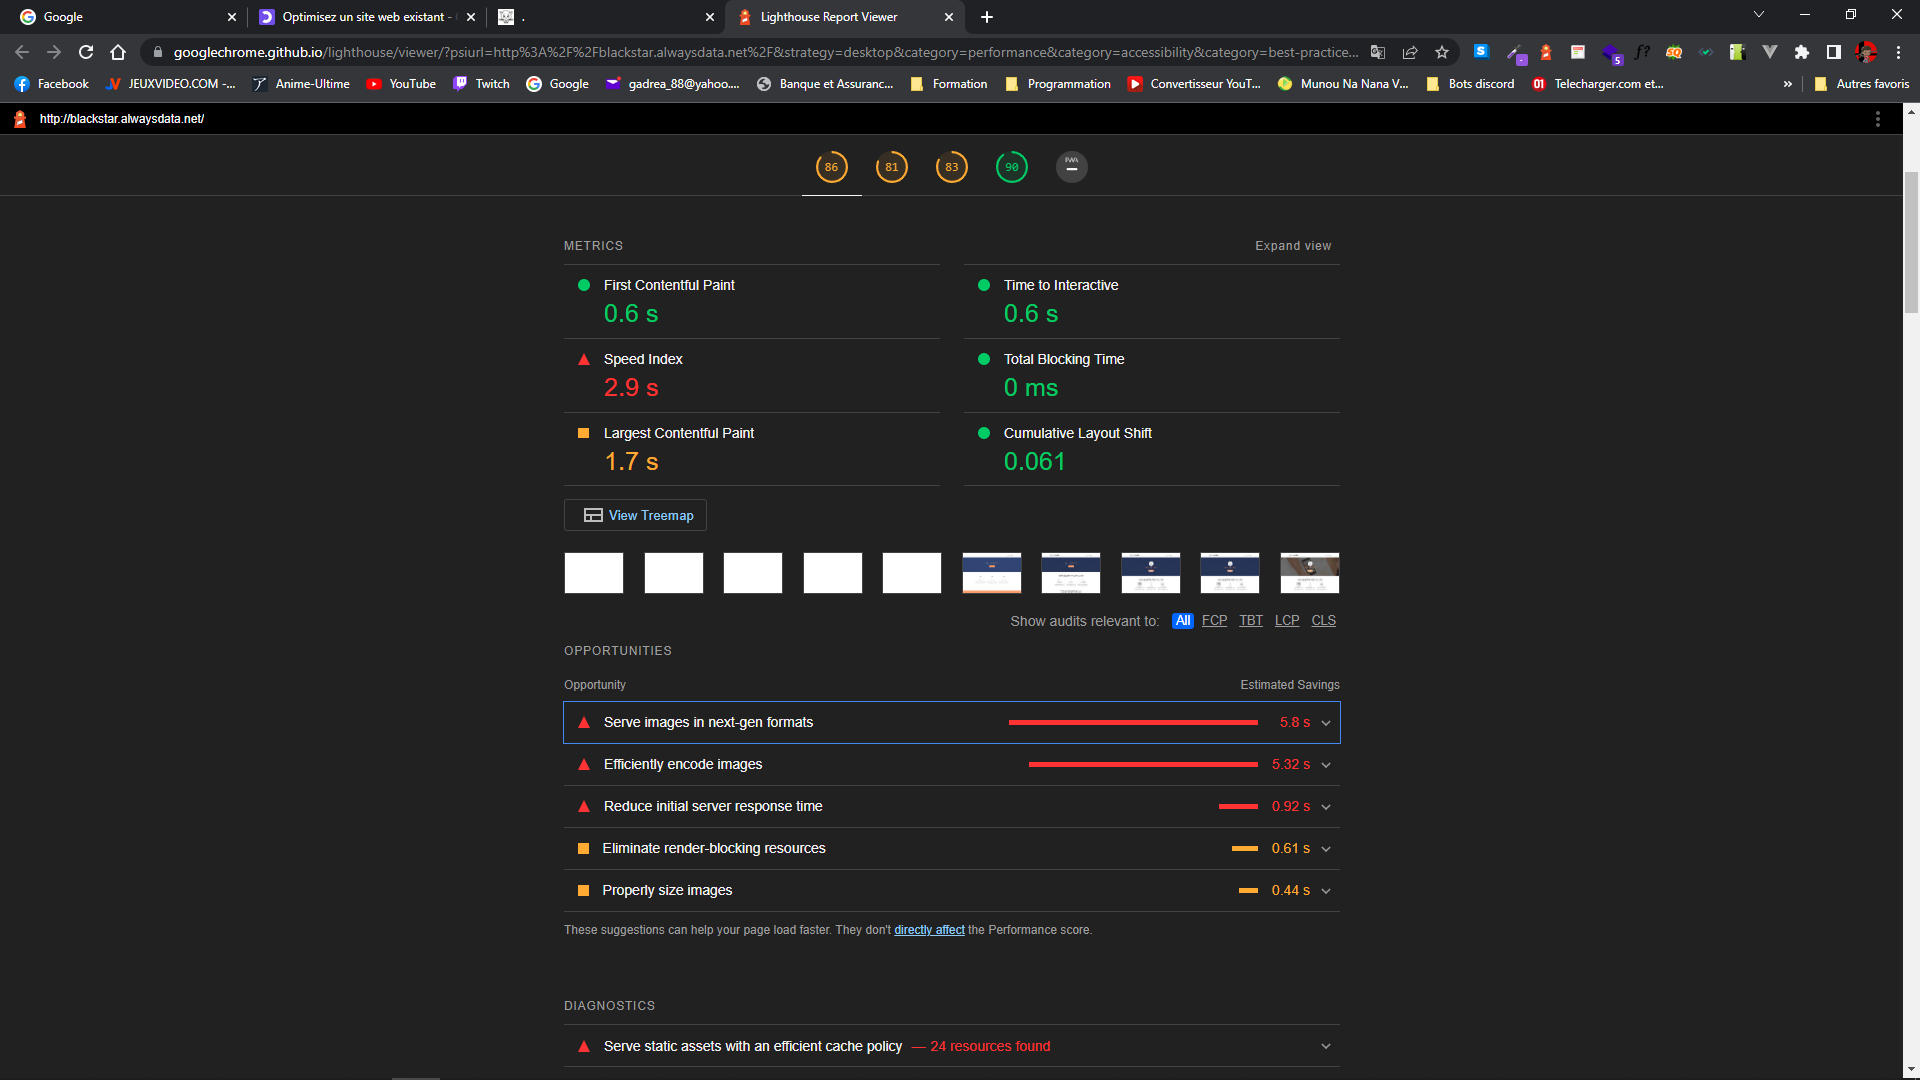 Google
Optimisez un site web existant -
.
Lighthouse Report Viewer
googlechrome.github.io/lighthouse/viewer/?psiurl=http%3A%2F%2Fblackstar.alwaysdata.net%2F&strategy=desktop&category=performance&category=accessibility&category=best-practice...
5
Facebook
JEUXVIDEO.COM -...
Anime-Ultime
YouTube
Twitch
Google
gadrea_88@yahoo....
Banque et Assuranc...
Formation
Programmation
Convertisseur YouT...
Munou Na Nana V...
Bots discord
01 Telecharger.com et...
»
Autres favoris
http://blackstar.alwaysdata.net/
86
81
83
90
PWA
METRICS
Expand view
First Contentful Paint
0.6 s
Time to Interactive
0.6 s
Speed Index
2.9 s
Total Blocking Time
0 ms
Largest Contentful Paint
1.7 s
Cumulative Layout Shift
0.061
View Treemap
Show audits relevant to: All FCP TBT LCP CLS
OPPORTUNITIES
Opportunity
Estimated Savings
Serve images in next-gen formats 5.8 s
Efficiently encode images 5.32 s
Reduce initial server response time 0.92 s
Eliminate render-blocking resources 0.61 s
Properly size images 0.44 s
These suggestions can help your page load faster. They don't directly affect the Performance score.
DIAGNOSTICS
Serve static assets with an efficient cache policy — 24 resources found